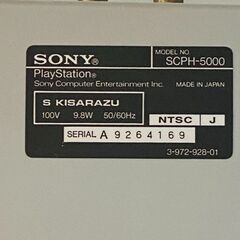 SONY
MODEL NO.
SCPH-5000
PlayStation®
Sony Computer Entertainment Inc.
MADE IN JAPAN
S KISARAZU
100V 9.8W 50/60Hz
NTSC J
SERIAL A9264169
3-972-928-01